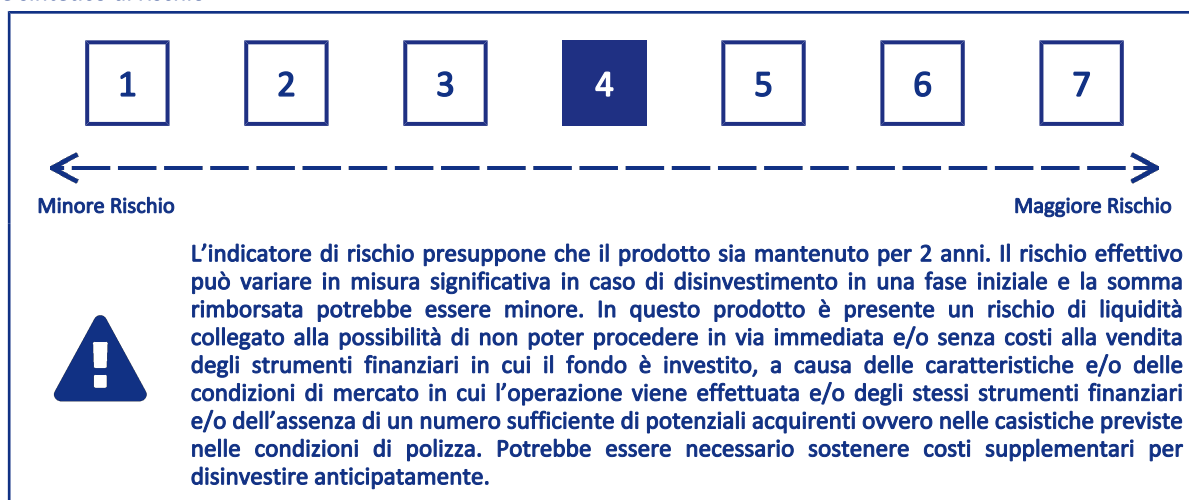 1 2 3 4 5 6 7
Minore Rischio Maggiore Rischio
L'indicatore di rischio presuppone che il prodotto sia mantenuto per 2 anni. Il rischio effettivo
può variare in misura significativa in caso di disinvestimento in una fase iniziale e la somma
rimborsata potrebbe essere minore. In questo prodotto è presente un rischio di liquidità
collegato alla possibilità di non poter procedere in via immediata e/o senza costi alla vendita
degli strumenti finanziari in cui il fondo è investito, a causa delle caratteristiche e/o delle
condizioni di mercato in cui l'operazione viene effettuata e/o degli stessi strumenti finanziari
e/o dell'assenza di un numero sufficiente di potenziali acquirenti ovvero nelle casistiche previste
nelle condizioni di polizza. Potrebbe essere necessario sostenere costi supplementari per
disinvestire anticipatamente.